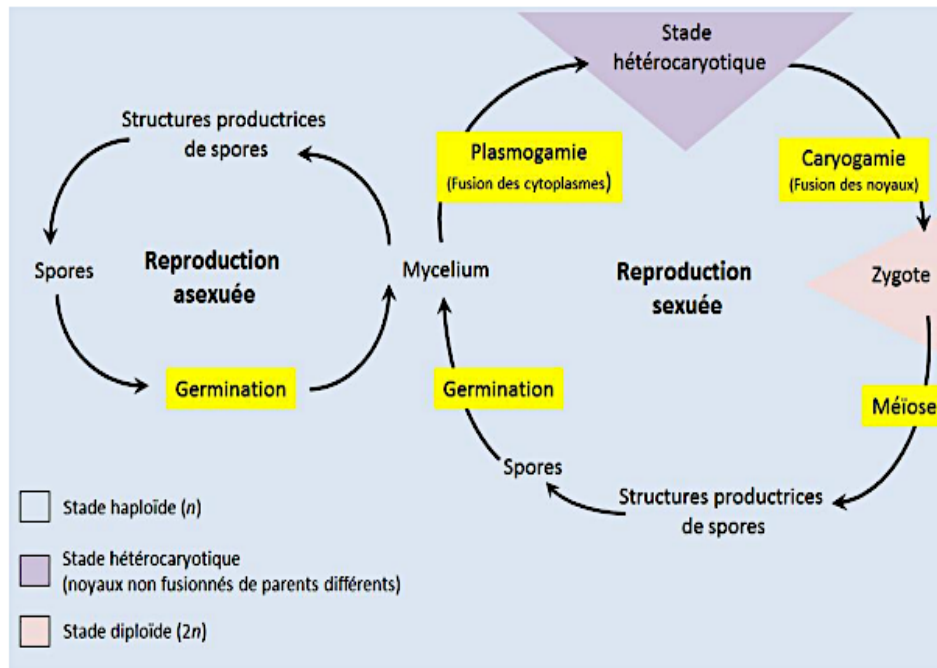 Stade
hétérocaryotique
Structures productrices
de spores
Plasmogamie
(Fusion des cytoplasmes)
Caryogamie
(Fusion des noyaux)
Spores
Reproduction
asexuée
Mycelium
Reproduction
sexuée
Zygote
Germination
Germination
Méïose
Spores
Structures productrices
de spores
Stade haploïde (n)
Stade hétérocaryotique
(noyaux non fusionnés de parents différents)
Stade diploïde (2n)